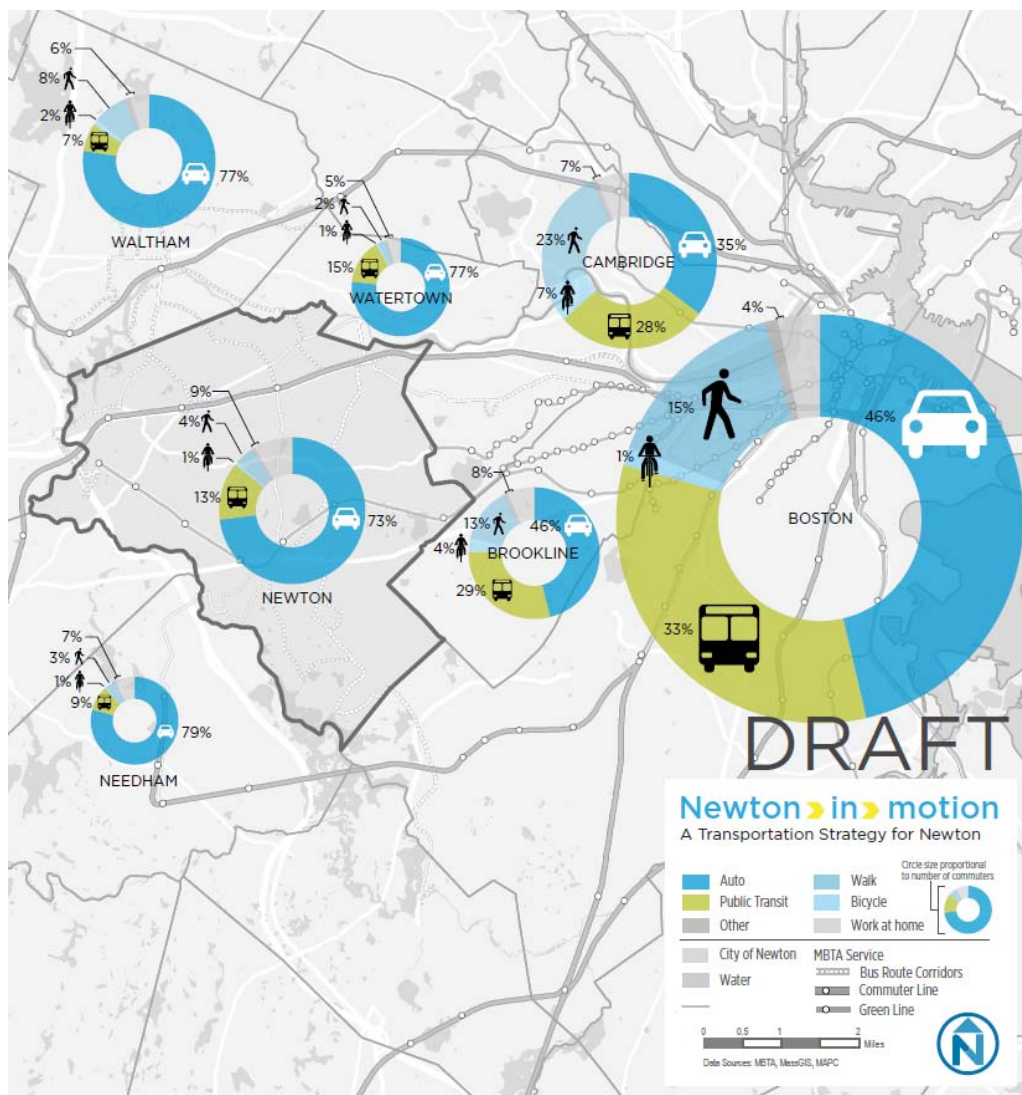 6%
8%
2%
7%
77%
WALTHAM
5%
2%
1%
15%
77%
WATERTOWN
7%
23%
35%
CAMBRIDGE
7%
28%
4%
15%
46%
1%
BOSTON
33%
9%
4%
1%
13%
73%
NEWTON
8%
13%
46%
4%
BROOKLINE
29%
7%
3%
1%
9%
79%
NEEDHAM
DRAFT
Newton in motion
A Transportation Strategy for Newton
Circle size proportional
to number of commuters
Auto
Public Transit
Other
Walk
Bicycle
Work at home
City of Newton
Water
MBTA Service
Bus Route Corridors
Commuter Line
Green Line
0 0.5 1 2
Miles
Data Sources: MBTA, MassGIS, MAPC
N